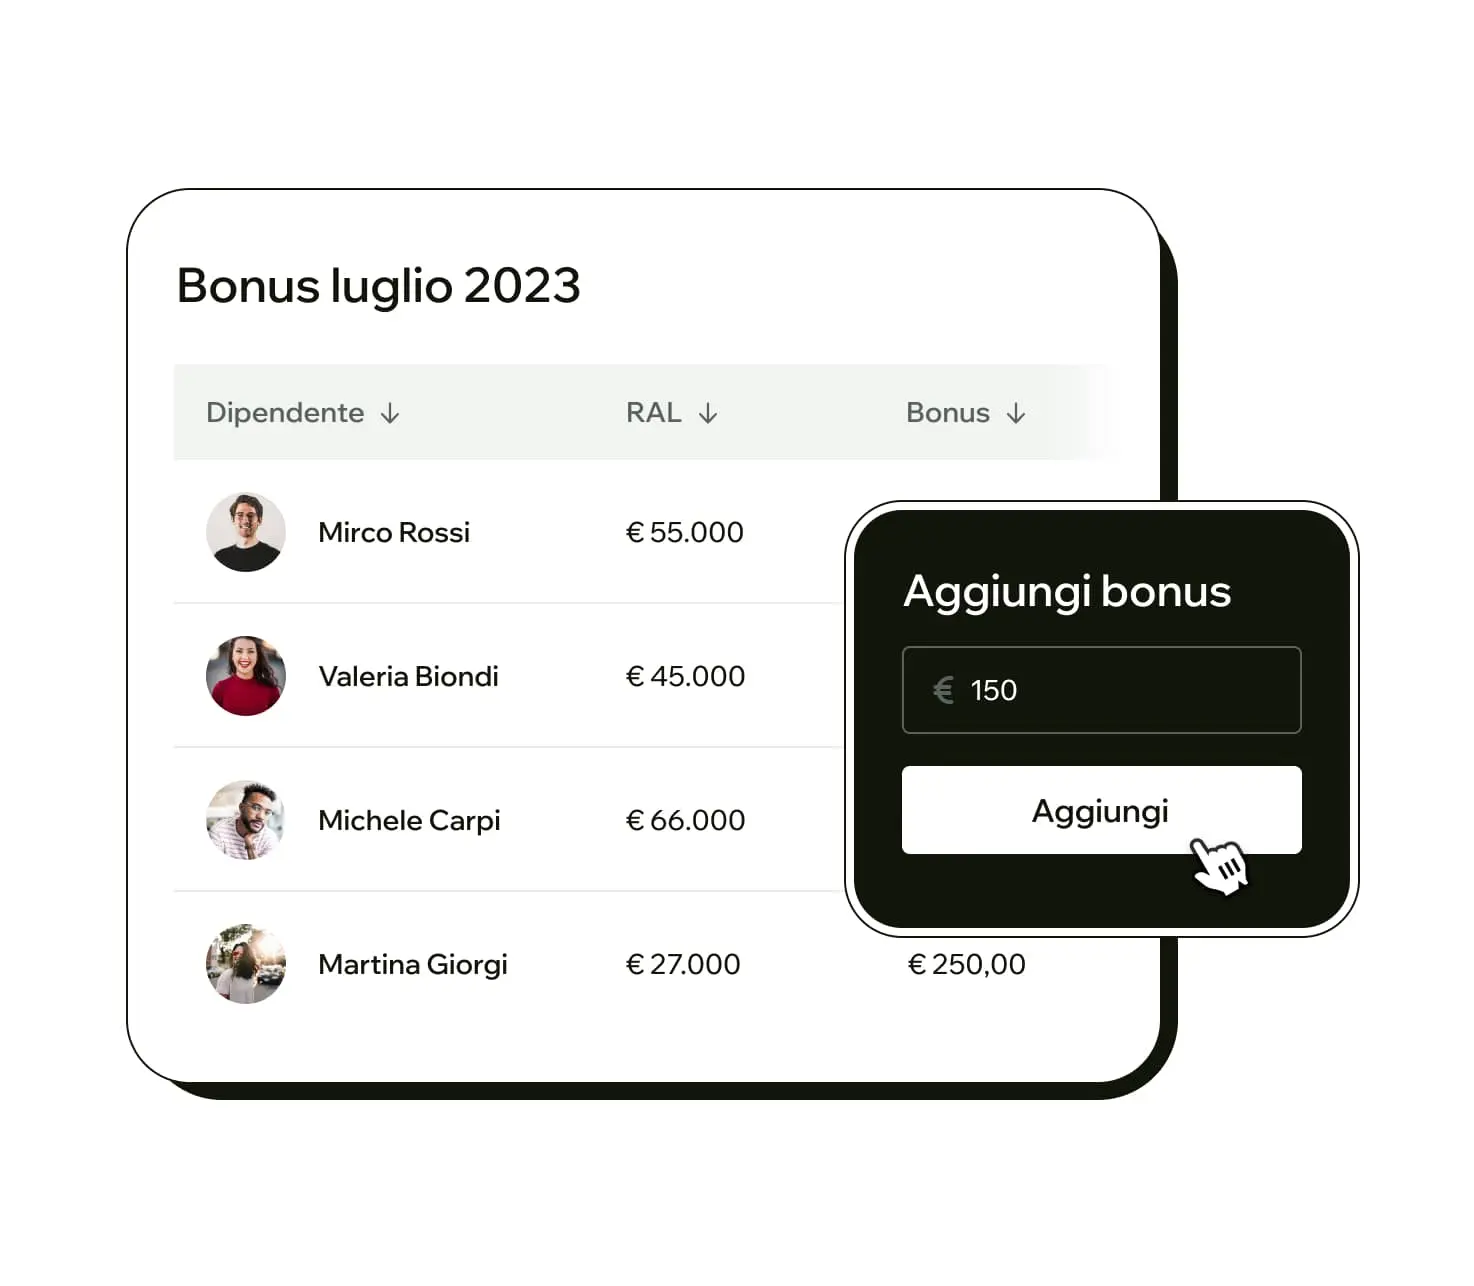 Bonus luglio 2023
Dipendente ↓ RAL ↓ Bonus ↓
Mirco Rossi € 55.000
Valeria Biondi € 45.000
Michele Carpi € 66.000
Martina Giorgi € 27.000 € 250,00
Aggiungi bonus
€ 150
Aggiungi